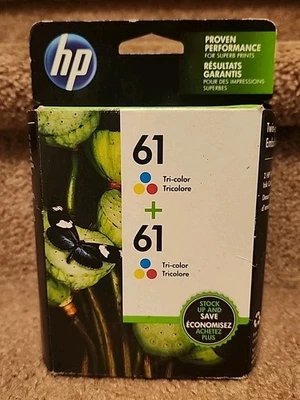 hp
PROVEN
PERFORMANCE
FOR SUPERB PRINTS
RÉSULTATS
GARANTIS
POUR DES IMPRESSIONS
SUPERBES
61
Tri-color
Tricolore
+
61
Tri-color
Tricolore
STOCK
UP AND
SAVE
ÉCONOMISEZ
ACHETEZ
PLUS